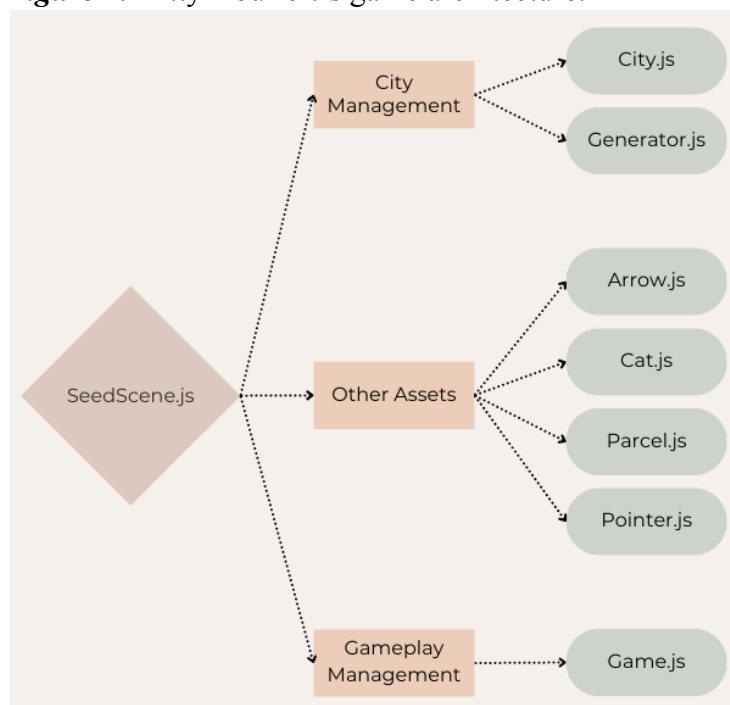 City.js
City
Management
Generator.js
Arrow.js
Cat.js
SeedScene.js
Other Assets
Parcel.js
Pointer.js
Gameplay
Management
Game.js